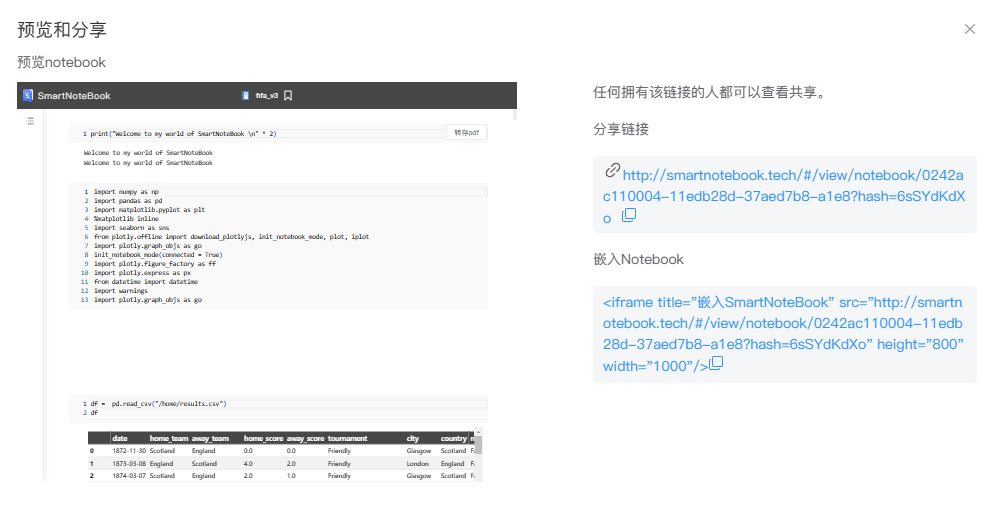 预览和分享
预览notebook
SmartNoteBook
fifa_v3
1 print("Welcome to my world of SmartNoteBook \n" * 2)
转存pdf
Welcome to my world of SmartNoteBook
Welcome to my world of SmartNoteBook
1 import numpy as np
2 import pandas as pd
3 import matplotlib.pyplot as plt
4 %matplotlib inline
5 import seaborn as sns
6 from plotly.offline import download_plotlyjs, init_notebook_mode, plot, iplot
7 import plotly.graph_objs as go
8 init_notebook_mode(connected = True)
9 import plotly.figure_factory as ff
10 import plotly.express as px
11 from datetime import datetime
12 import warnings
13 import plotly.graph_objs as go
1 df = pd.read_csv("/home/results.csv")
2 df
date home_team away_team home_score away_score tournament city country
0 1872-11-30 Scotland England 0.0 0.0 Friendly Glasgow Scotland
1 1873-03-08 England Scotland 4.0 2.0 Friendly London England
2 1874-03-07 Scotland England 2.0 1.0 Friendly Glasgow Scotland
任何拥有该链接的人都可以查看共享。
分享链接
http://smartnotebook.tech/#/view/notebook/0242a
c110004-11edb28d-37aed7b8-a1e8?hash=6sSYdKdX
o
嵌入Notebook
<iframe title="嵌入SmartNoteBook" src="http://smartn
otebook.tech/#/view/notebook/0242ac110004-11edb
28d-37aed7b8-a1e8?hash=6sSYdKdXo" height="800"
width="1000"/>